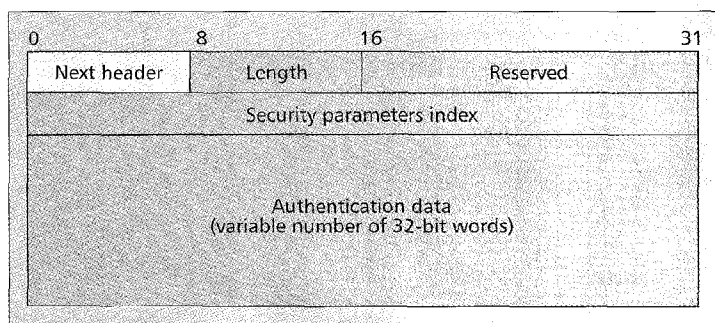 0 8 16 31
Next header Length Reserved
Security parameters index
Authentication data
(variable number of 32-bit words)